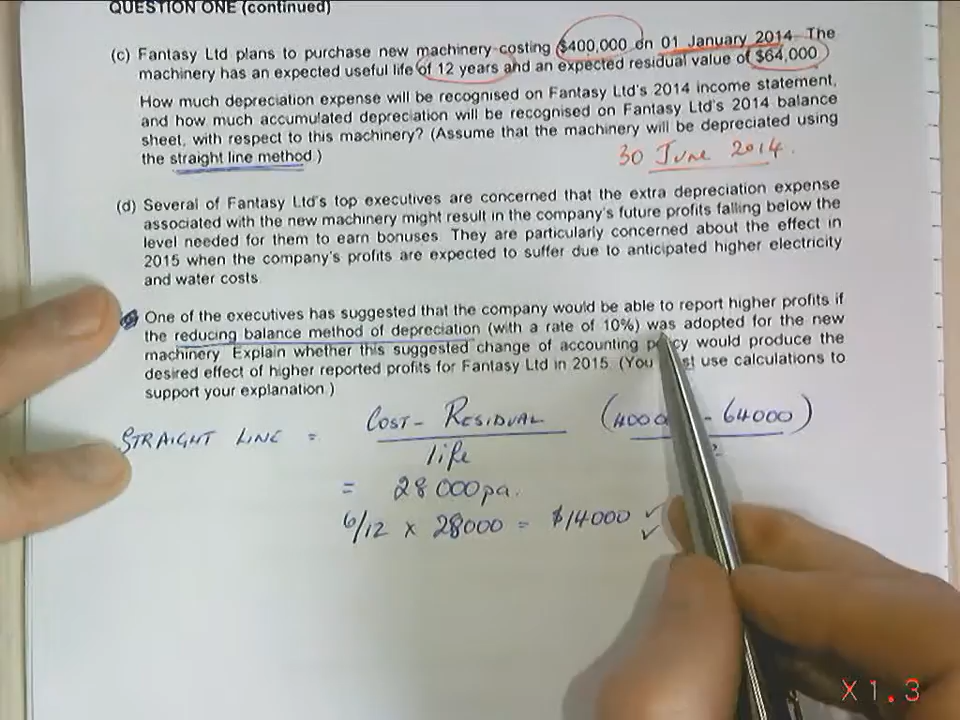 QUESTION ONE (continued)
(c) Fantasy Ltd plans to purchase new machinery costing $400,000 on 01 January 2014. The
machinery has an expected useful life of 12 years and an expected residual value of $64,000
How much depreciation expense will be recognised on Fantasy Ltd's 2014 income statement,
and how much accumulated depreciation will be recognised on Fantasy Ltd's 2014 balance
sheet, with respect to this machinery? (Assume that the machinery will be depreciated using
the straight line method.)
30 June 2014.
(d) Several of Fantasy Ltd's top executives are concerned that the extra depreciation expense
associated with the new machinery might result in the company's future profits falling below the
level needed for them to earn bonuses. They are particularly concerned about the effect in
2015 when the company's profits are expected to suffer due to anticipated higher electricity
and water costs
One of the executives has suggested that the company would be able to report higher profits if
the reducing balance method of depreciation (with a rate of 10%) was adopted for the new
machinery. Explain whether this suggested change of accounting would produce the
desired effect of higher reported profits for Fantasy Ltd in 2015. (You use calculations to
support your explanation.)
STRAIGHT LINE = COST - RESIDUAL (4000 - 64000)
life
= 28 000 pa.
6/12 x 28000 = $14000 ✓
✓
X1.3